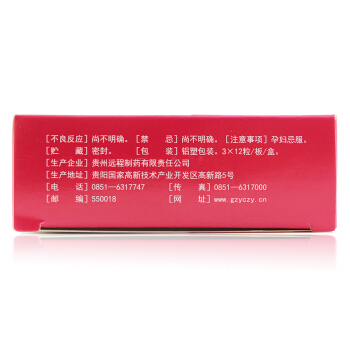 [不良反应] 尚不明确。[禁 忌] 尚不明确。[注意事项] 孕妇忌服。
[贮 藏] 密封。 [包 装] 铝塑包装。3×12粒/板/盒。
[生产企业] 贵州远程制药有限责任公司
[生产地址] 贵阳国家高新技术产业开发区高新路5号
[电 话] 0851—6317747 [传 真] 0851—6317000
[邮 编] 550018 [网 址] www.gzyczy.cn